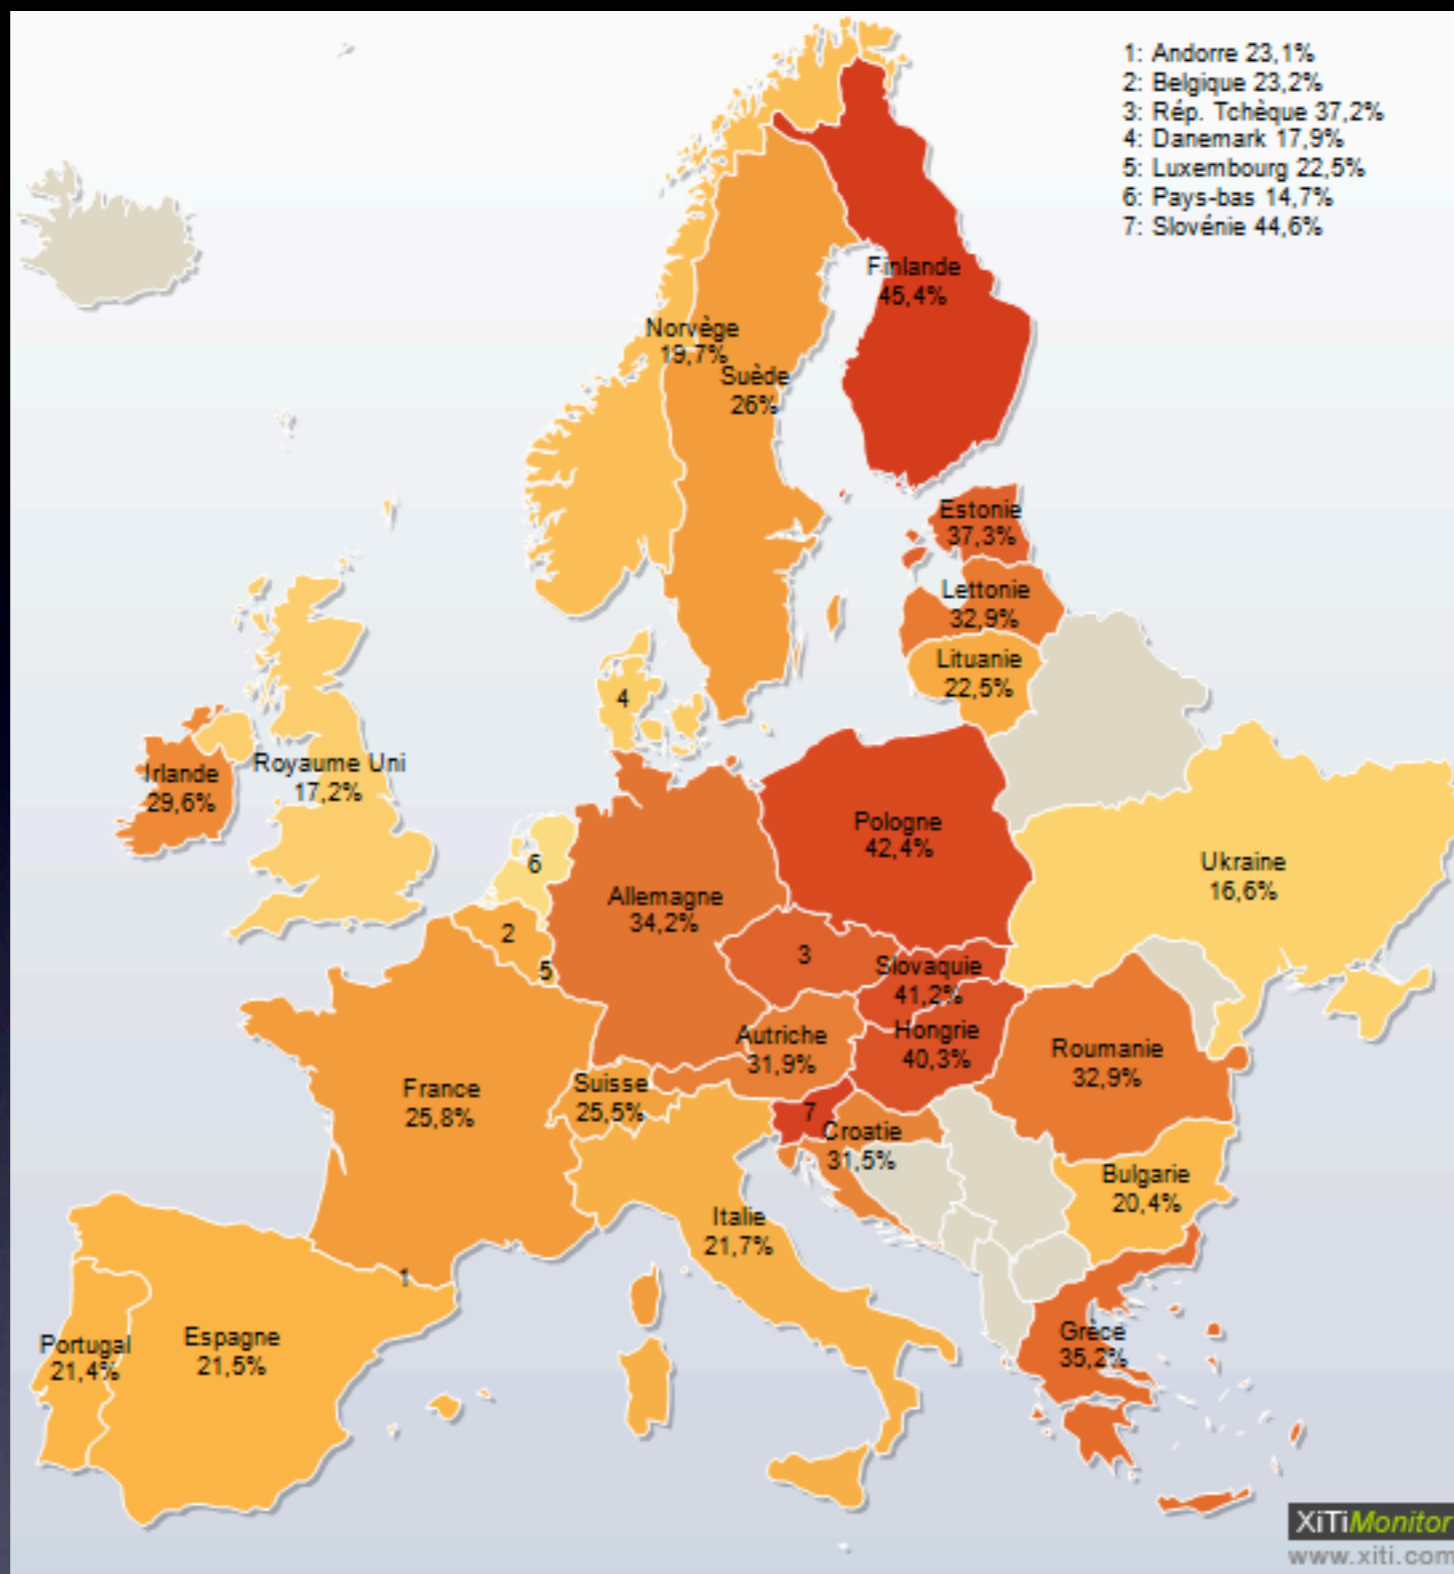 1: Andorre 23,1%
2: Belgique 23,2%
3: Rép. Tchèque 37,2%
4: Danemark 17,9%
5: Luxembourg 22,5%
6: Pays-bas 14,7%
7: Slovénie 44,6%
Finlande
45,4%
Norvège
19,7%
Suède
26%
Estonie
37,3%
Lettonie
32,9%
Lituanie
22,5%
4
Irlande
29,6%
Royaume Uni
17,2%
Pologne
42,4%
6
Ukraine
16,6%
Allemagne
34,2%
2
5
3
Slovaquie
41,2%
Hongrie
40,3%
Autriche
31,9%
Roumanie
32,9%
France
25,8%
Suisse
25,5%
7
Croatie
31,5%
Bulgarie
20,4%
Italie
21,7%
1
Portugal
21,4%
Espagne
21,5%
Grèce
35,2%
XiTiMonitor
www.xiti.com